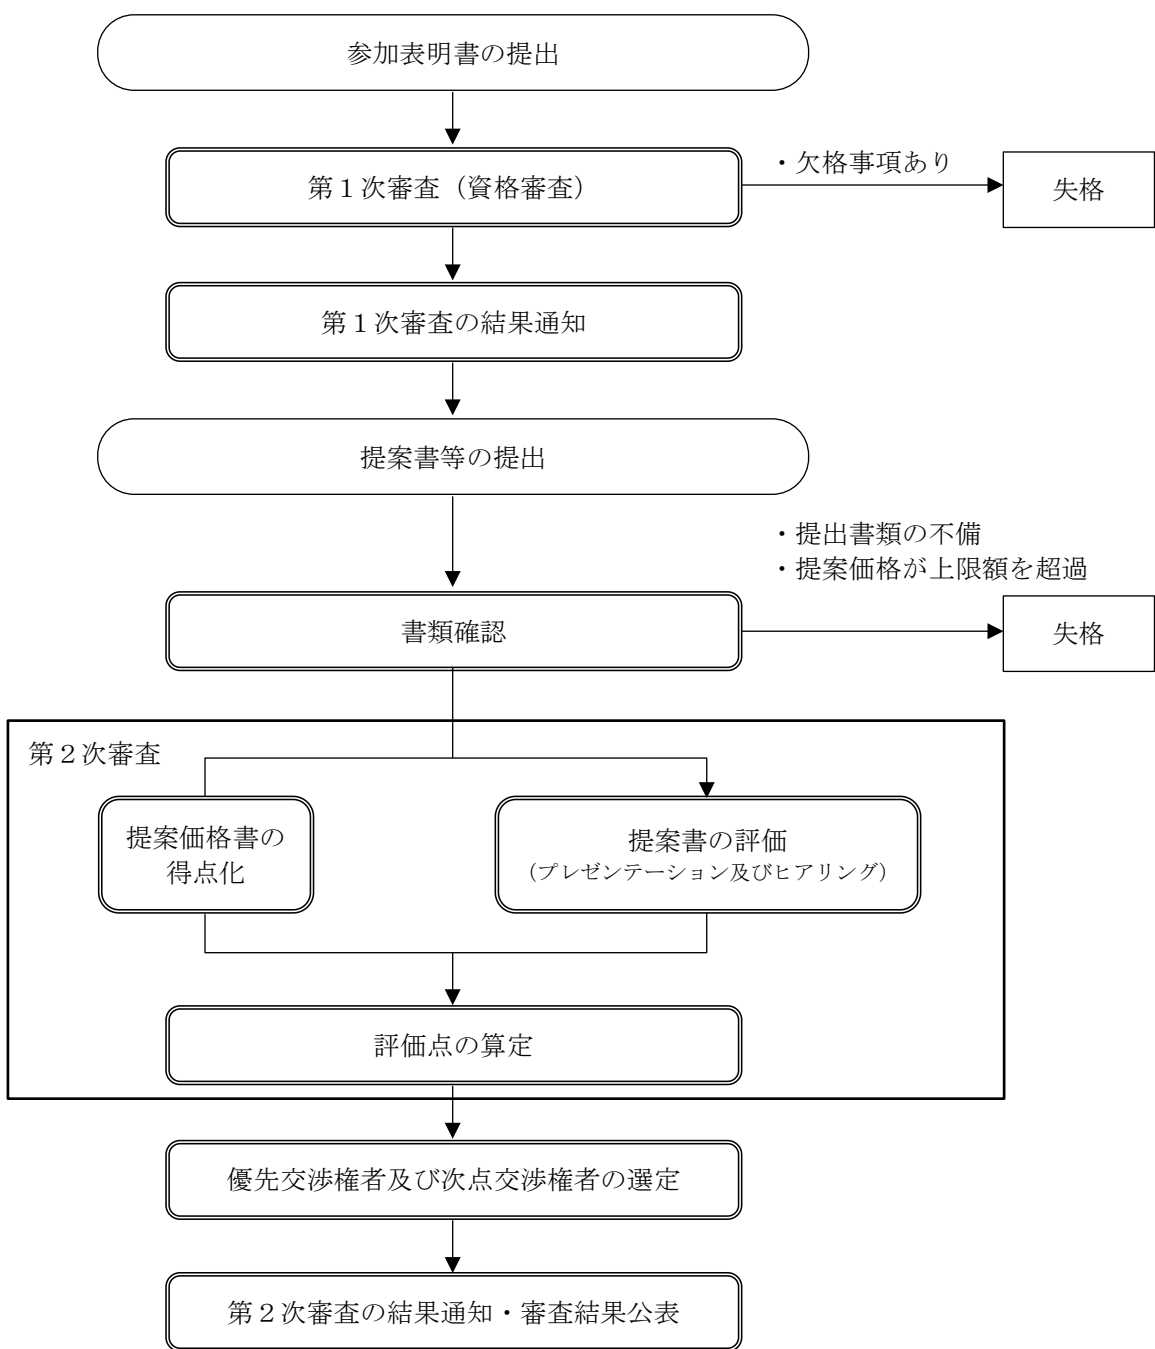 参加表明書の提出
第１次審査（資格審査）
・欠格事項あり
失格
第１次審査の結果通知
提案書等の提出
・提出書類の不備
・提案価格が上限額を超過
書類確認
失格
第２次審査
提案価格書の
得点化
提案書の評価
（プレゼンテーション及びヒアリング）
評価点の算定
優先交渉権者及び次点交渉権者の選定
第２次審査の結果通知・審査結果公表